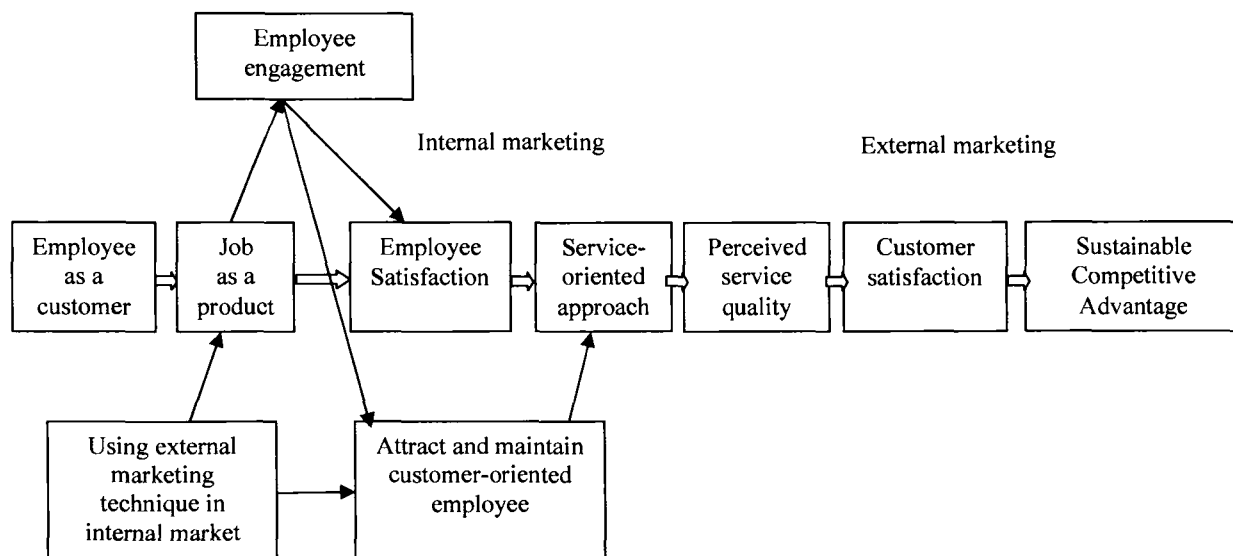 Employee
engagement
Internal marketing
External marketing
Employee
as a
customer
Job
as a
product
Employee
Satisfaction
Service-
oriented
approach
Perceived
service
quality
Customer
satisfaction
Sustainable
Competitive
Advantage
Using external
marketing
technique in
internal market
Attract and maintain
customer-oriented
employee